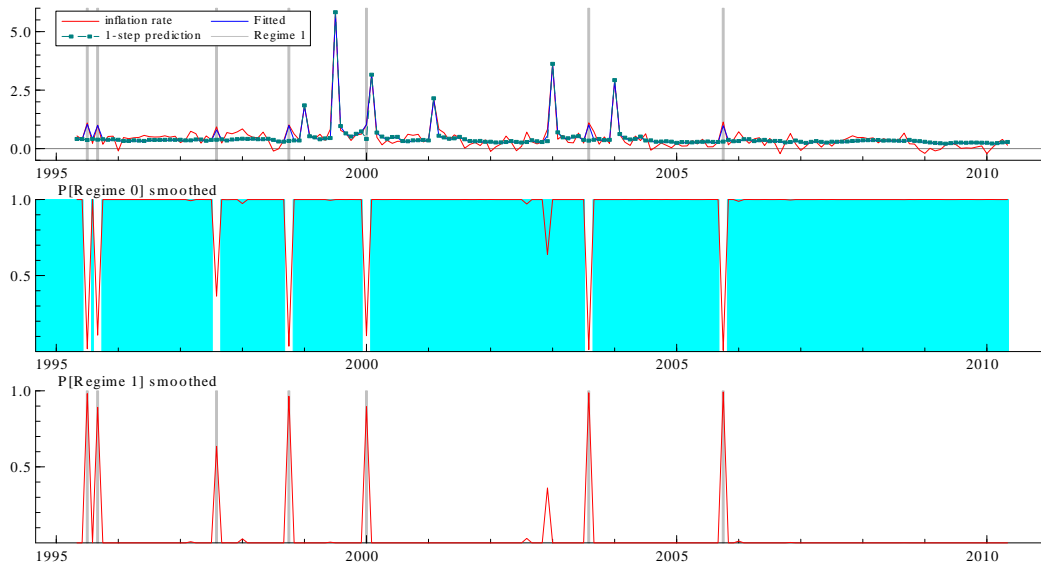 inflation rate Fitted
1-step prediction Regime 1
5.0
2.5
0.0
1995 2000 2005 2010
P[Regime 0] smoothed
1.0
0.5
1995 2000 2005 2010
P[Regime 1] smoothed
1.0
0.5
1995 2000 2005 2010